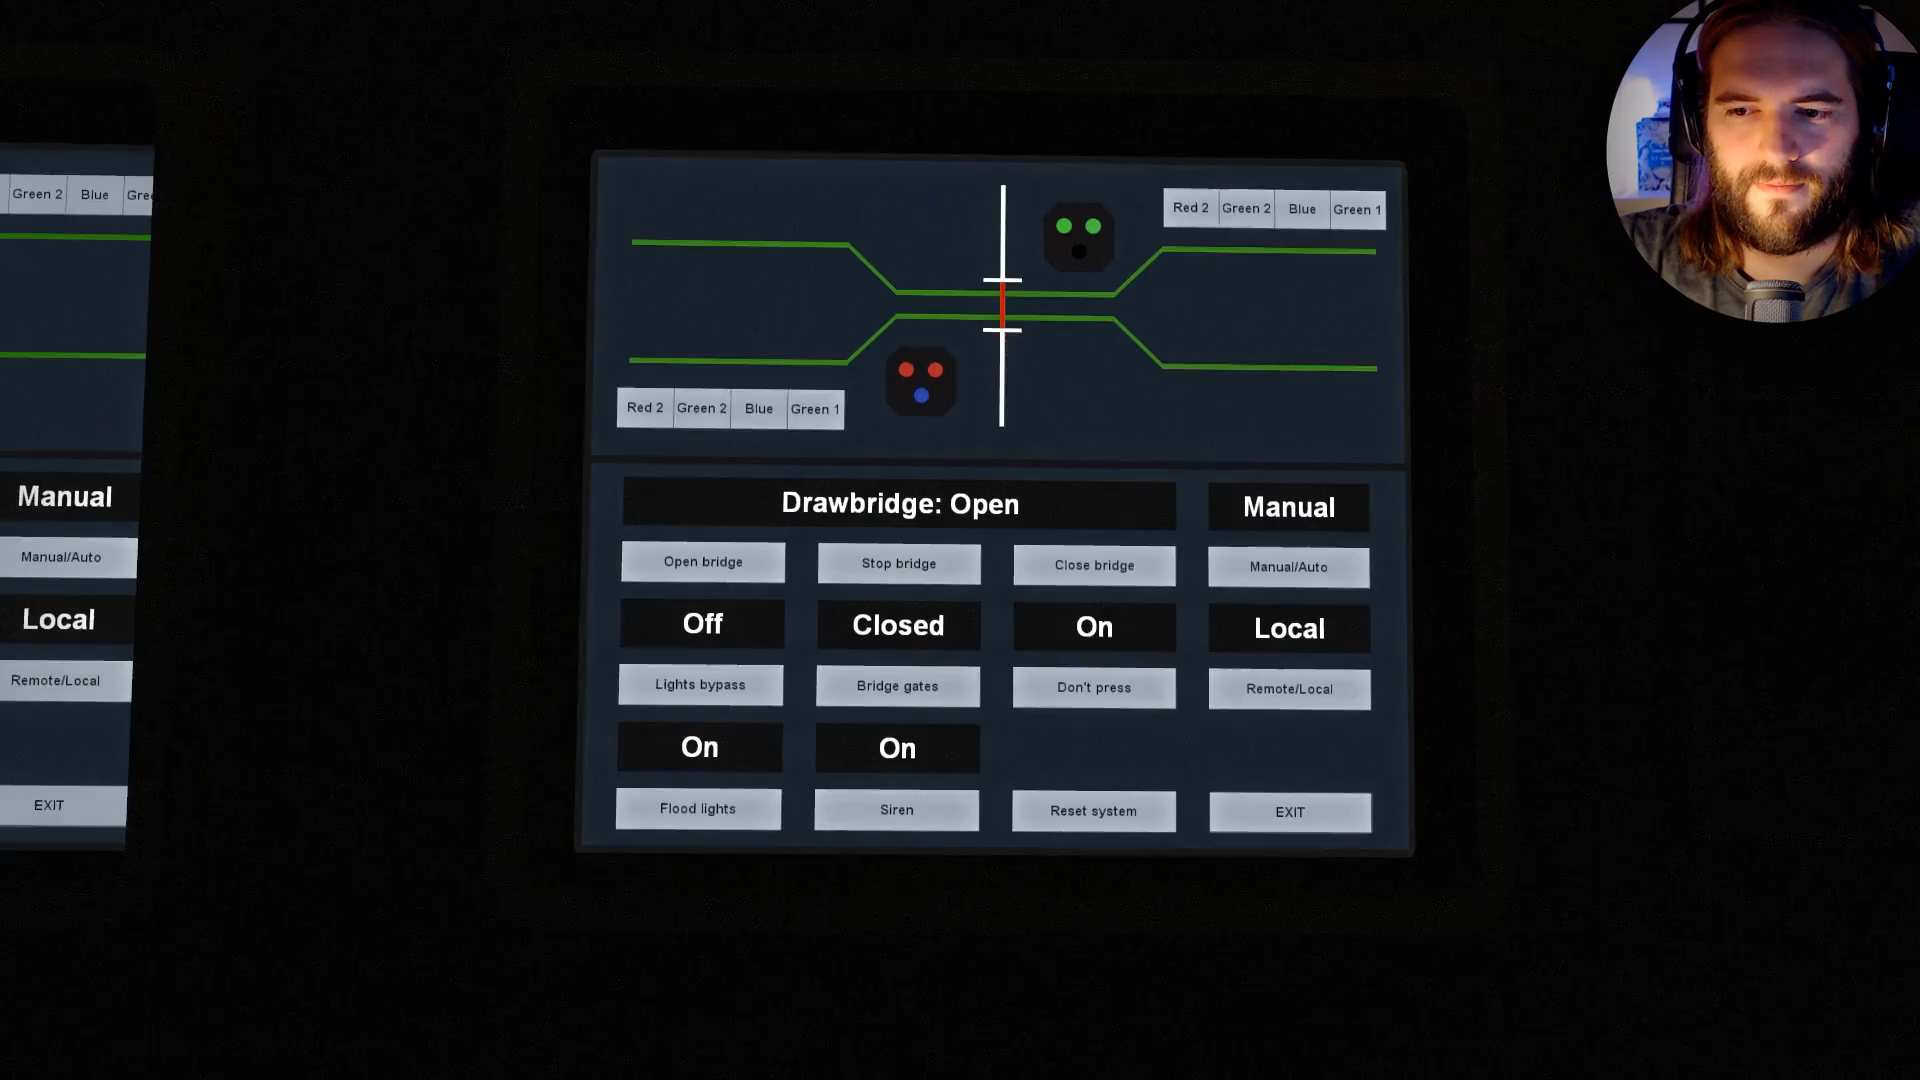 Green 2 Blue
Manual
Manual/Auto
Local
Remote/Local
EXIT
Red 2 Green 2 Blue Green 1
Red 2 Green 2 Blue Green 1
Drawbridge: Open Manual
Open bridge Stop bridge Close bridge Manual/Auto
Off Closed On Local
Lights bypass Bridge gates Don't press Remote/Local
On On
Flood lights Siren Reset system EXIT